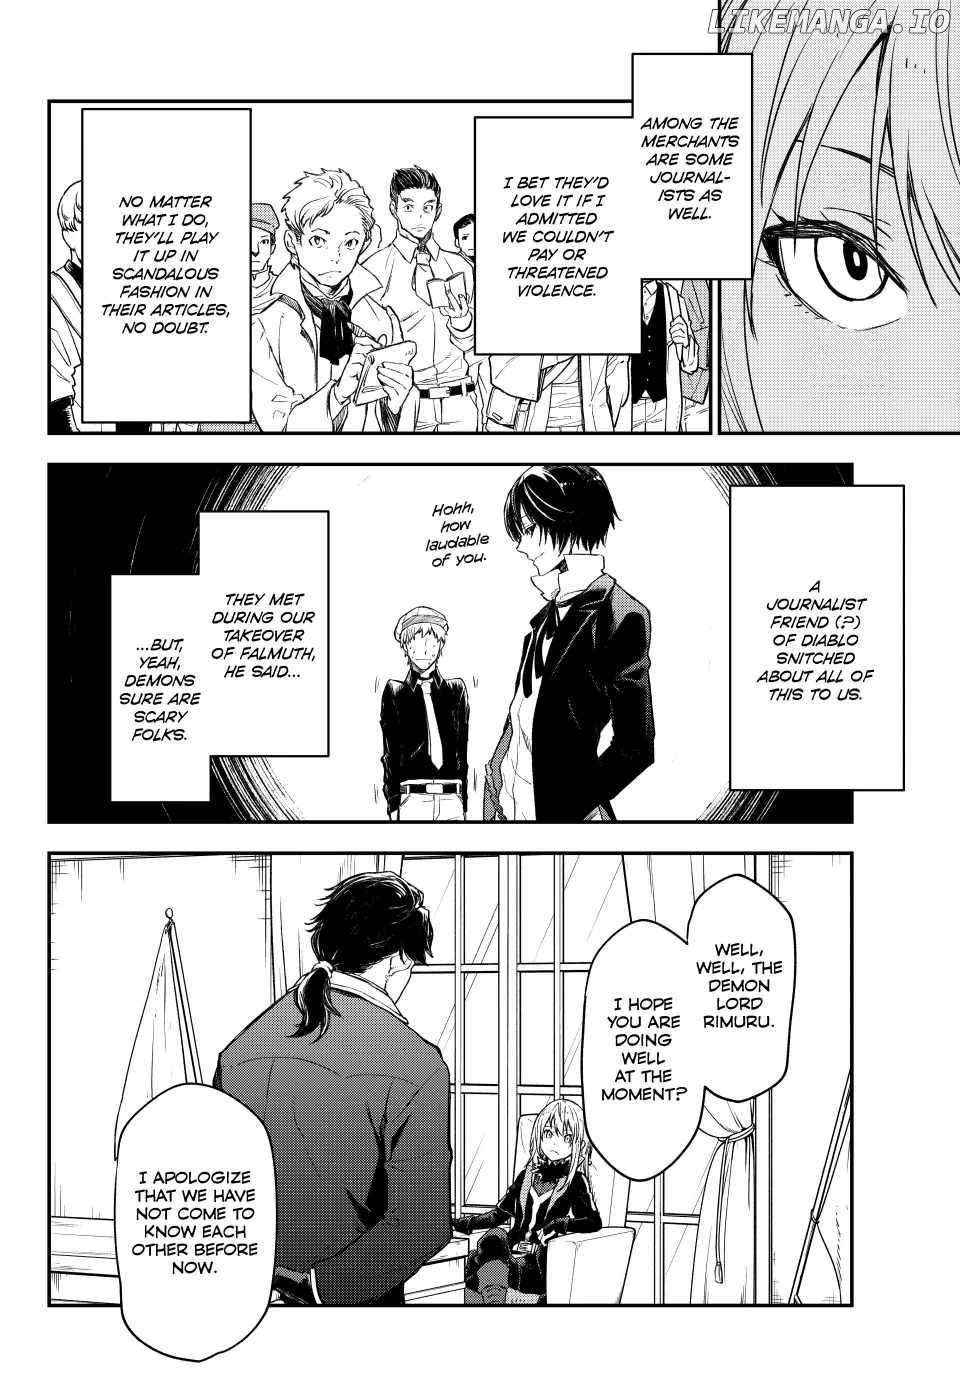 LIKEMANGA.IO
AMONG THE
MERCHANTS
ARE SOME
JOURNAL-
ISTS AS
WELL.
I BET THEY'D
LOVE IT IF I
ADMITTED
WE COULDN'T
PAY OR
THREATENED
VIOLENCE.
NO MATTER
WHAT I DO,
THEY'LL PLAY
IT UP IN
SCANDALOUS
FASHION IN
THEIR ARTICLES,
NO DOUBT.
A
JOURNALIST
FRIEND (?)
OF DIABLO
SNITCHED
ABOUT ALL OF
THIS TO US.
Hohh,
how
laudable
of you.
THEY MET
DURING OUR
TAKEOVER
OF FALMUTH,
HE SAID...
...BUT,
YEAH,
DEMONS
SURE ARE
SCARY
FOLKS.
WELL,
WELL, THE
DEMON
LORD
RIMURU.
I HOPE
YOU ARE
DOING
WELL
AT THE
MOMENT?
I APOLOGIZE
THAT WE HAVE
NOT COME TO
KNOW EACH
OTHER BEFORE
NOW.